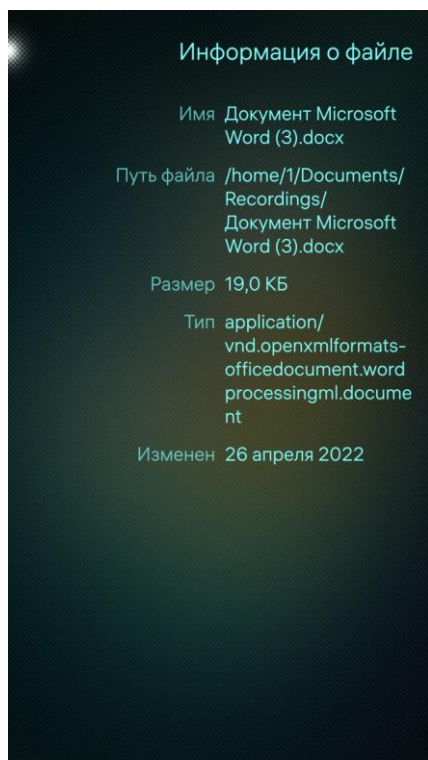 Информация о файле
Имя Документ Microsoft
Word (3).docx
Путь файла /home/1/Documents/
Recordings/
Документ Microsoft
Word (3).docx
Размер 19,0 КБ
Тип application/
vnd.openxmlformats-
officedocument.word
processingml.docume
nt
Изменен 26 апреля 2022